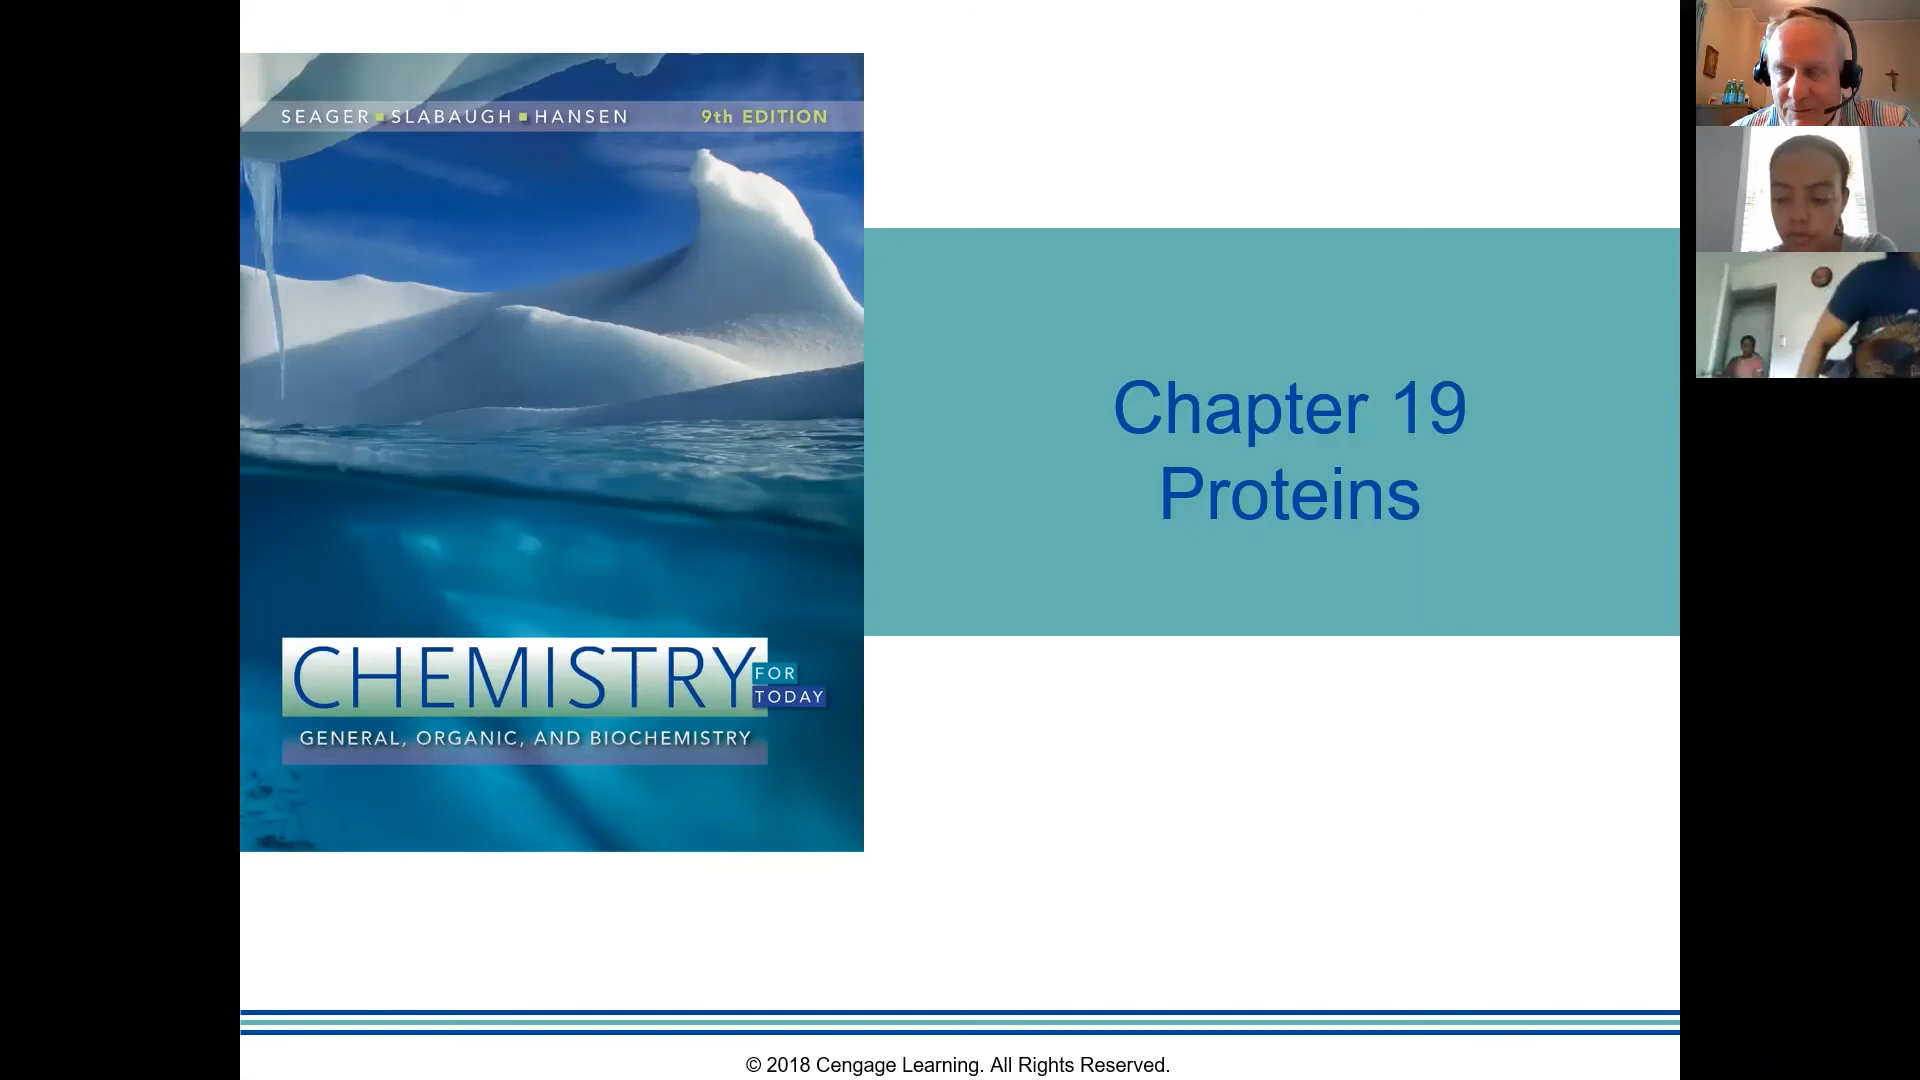 SEAGER ■ SLABAUGH ■ HANSEN 9th EDITION
Chapter 19
Proteins
CHEMISTRY FOR TODAY
GENERAL, ORGANIC, AND BIOCHEMISTRY
© 2018 Cengage Learning. All Rights Reserved.